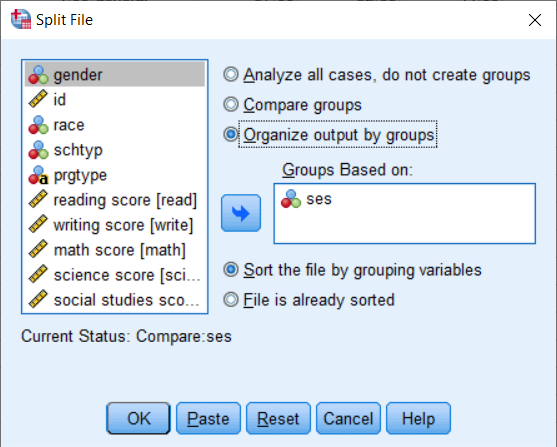 Split File
gender
id
race
schtyp
prgtype
reading score [read]
writing score [write]
math score [math]
science score [sci...
social studies sco...
Analyze all cases, do not create groups
Compare groups
Organize output by groups
Groups Based on:
ses
Sort the file by grouping variables
File is already sorted
Current Status: Compare:ses
OK Paste Reset Cancel Help